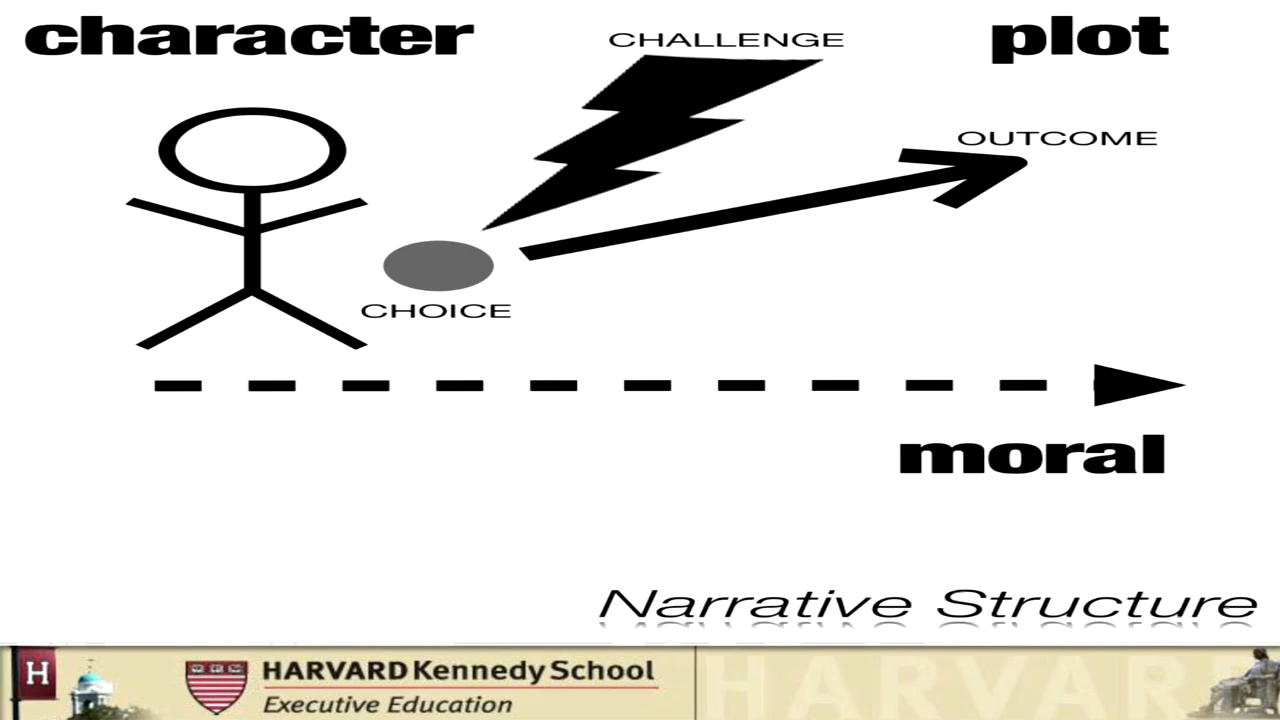 character
CHALLENGE
plot
OUTCOME
CHOICE
moral
Narrative Structure
H
HARVARD Kennedy School
Executive Education
HARVAR